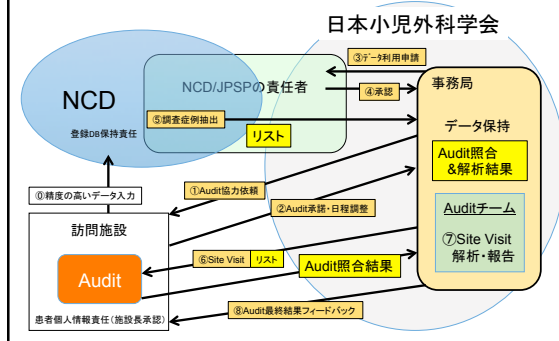 日本小児外科学会
③データ利用申請
NCD/JPSPの責任者
④承認
事務局
NCD
登録DB保持責任
⑤調査症例抽出
リスト
データ保持
Audit照合
&解析結果
⓪精度の高いデータ入力
①Audit協力依頼
②Audit承諾・日程調整
Auditチーム
⑦Site Visit
解析・報告
訪問施設
⑥Site Visit
リスト
Audit照合結果
Audit
患者個人情報責任(施設長承認)
⑧Audit最終結果フィードバック